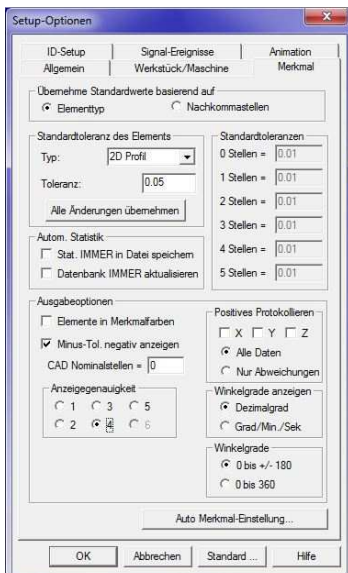 Setup-Optionen
ID-Setup Signal-Ereignisse Animation
Allgemein Werkstück/Maschine Merkmal
Übernehme Standardwerte basierend auf
Elementtyp Nachkommastellen
Standardtoleranz des Elements
Typ: 2D Profil
Toleranz: 0.05
Alle Änderungen übernehmen
Standardtoleranzen
0 Stellen = 0.01
1 Stellen = 0.01
2 Stellen = 0.01
3 Stellen = 0.01
4 Stellen = 0.01
5 Stellen = 0.01
Autom. Statistik
Stat. IMMER in Datei speichern
Datenbank IMMER aktualisieren
Ausgabeoptionen
Elemente in Merkmalfarben
Minus-Tol. negativ anzeigen
CAD Nominalstellen = 0
Anzeigegenauigkeit
1 3 5
2 4 6
Positives Protokollieren
X Y Z
Alle Daten
Nur Abweichungen
Winkelgrade anzeigen
Dezimalgrad
Grad/Min./Sek
Winkelgrade
0 bis +/- 180
0 bis 360
Auto Merkmal-Einstellung...
OK Abbrechen Standard ... Hilfe